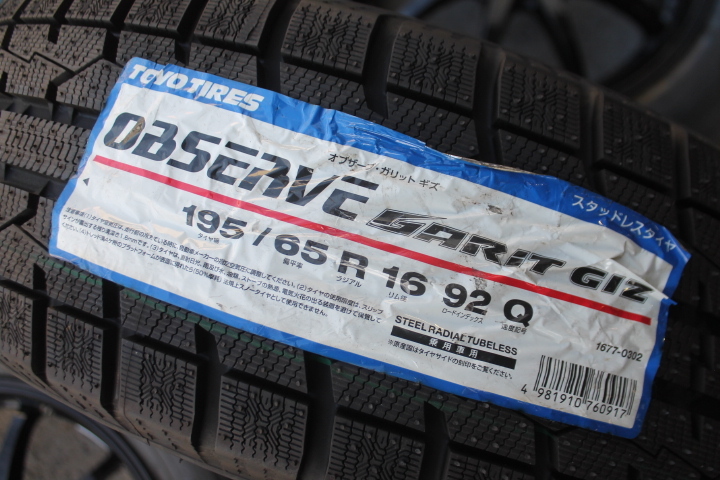 TOYO TIRES
OBSERVE
オブザーブ・ガリット ギズ
GARIT GIZ
スタッドレスタイヤ
195 / 65 R 16 92 Q
タイヤ幅 偏平率 ラジアル リム径 ロードインデックス 速度記号
STEEL RADIAL TUBELESS
乗用車用
※原産国はタイヤサイドの刻印をご覧ください。
1677-0302
4 981910 760917